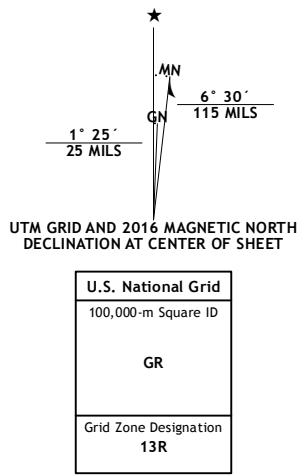 ★
MN
GN
6° 30´
115 MILS
1° 25´
25 MILS
UTM GRID AND 2016 MAGNETIC NORTH
DECLINATION AT CENTER OF SHEET
U.S. National Grid
100,000-m Square ID
GR
Grid Zone Designation
13R